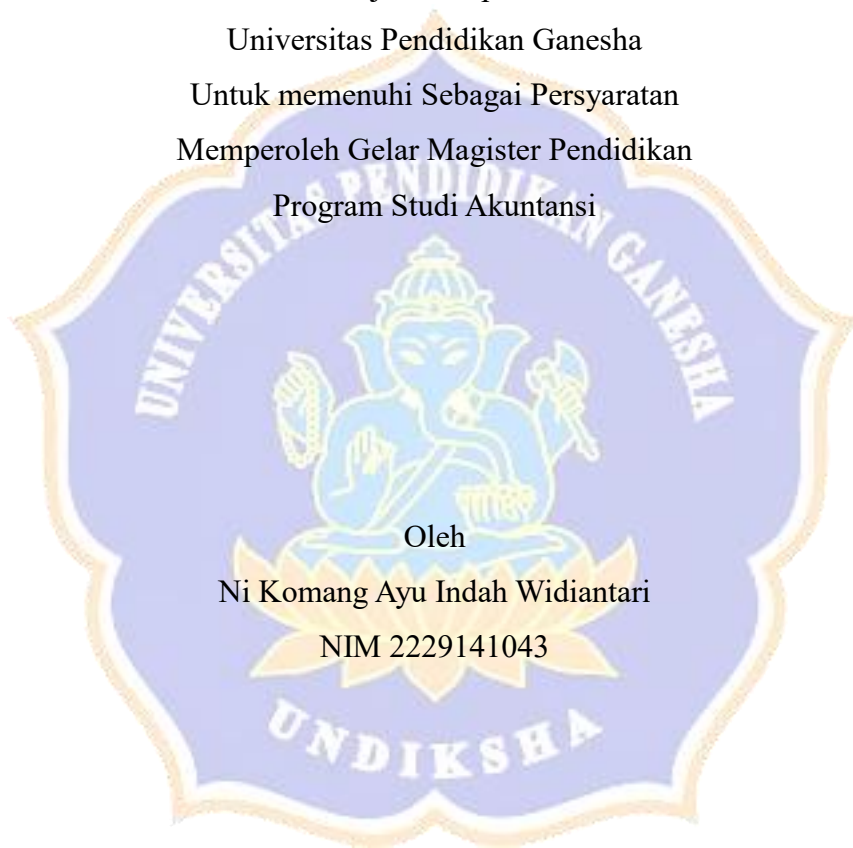 Universitas Pendidikan Ganesha
Untuk memenuhi Sebagai Persyaratan
Memperoleh Gelar Magister Pendidikan
Program Studi Akuntansi
UNIVERSITAS PENDIDIKAN GANESHA
Oleh
Ni Komang Ayu Indah Widiantari
NIM 2229141043
UNDIKSHA